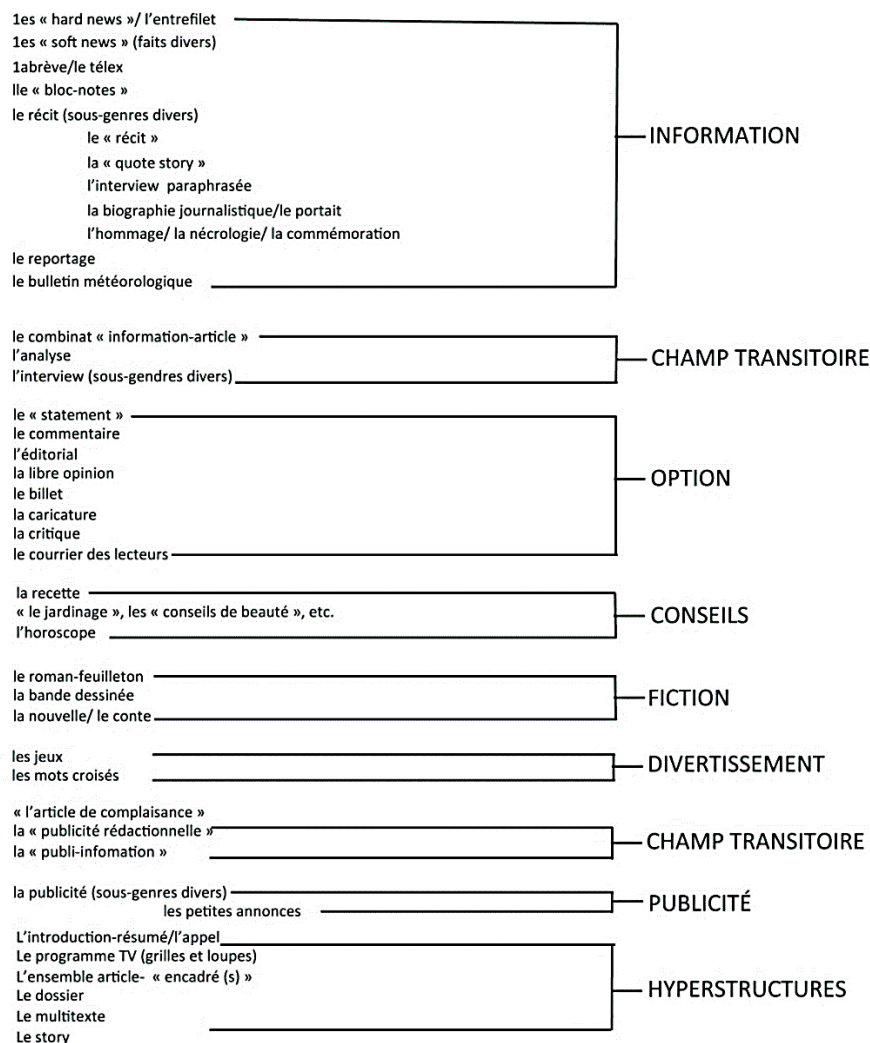 1es « hard news »/ l'entrefilet
1es « soft news » (faits divers)
1abrève/le télex
lle « bloc-notes »
le récit (sous-genres divers)
le « récit »
la « quote story »
l'interview paraphrasée
la biographie journalistique/le portait
l'hommage/ la nécrologie/ la commémoration
le reportage
le bulletin météorologique
INFORMATION
le combinat « information-article »
l'analyse
l'interview (sous-gendres divers)
CHAMP TRANSITOIRE
le « statement »
le commentaire
l'éditorial
la libre opinion
le billet
la caricature
la critique
le courrier des lecteurs
OPTION
la recette
« le jardinage », les « conseils de beauté », etc.
l'horoscope
CONSEILS
le roman-feuilleton
la bande dessinée
la nouvelle/ le conte
FICTION
les jeux
les mots croisés
DIVERTISSEMENT
« l'article de complaisance »
la « publicité rédactionnelle »
la « publi-infomation »
CHAMP TRANSITOIRE
la publicité (sous-genres divers)
les petites annonces
PUBLICITÉ
L'introduction-résumé/l'appel
Le programme TV (grilles et loupes)
L'ensemble article- « encadré (s) »
Le dossier
Le multitexte
Le story
HYPERSTRUCTURES